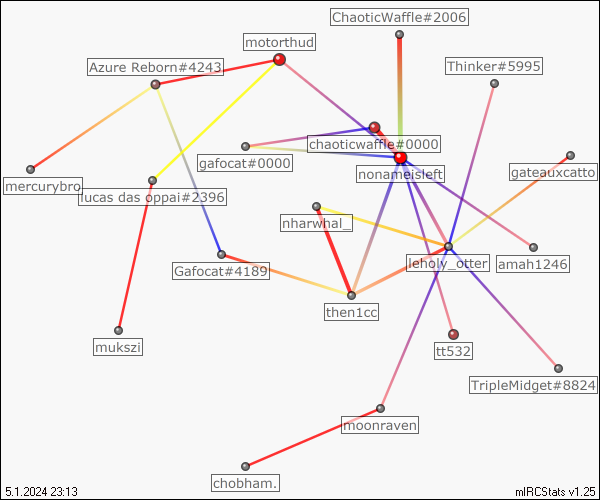 ChaoticWaffle#2006
motorthud
Azure Reborn#4243
Thinker#5995
chaoticwaffle#0000
gafocat#0000
nonameisleft
gateauxcatto
mercurybro
lucas das oppai#2396
nharwhal_
leholy_otter
amah1246
Gafocat#4189
then1cc
mukszi
tt532
TripleMidget#8824
moonraven
chobham.
5.1.2024 23:13
mIRCStats v1.25